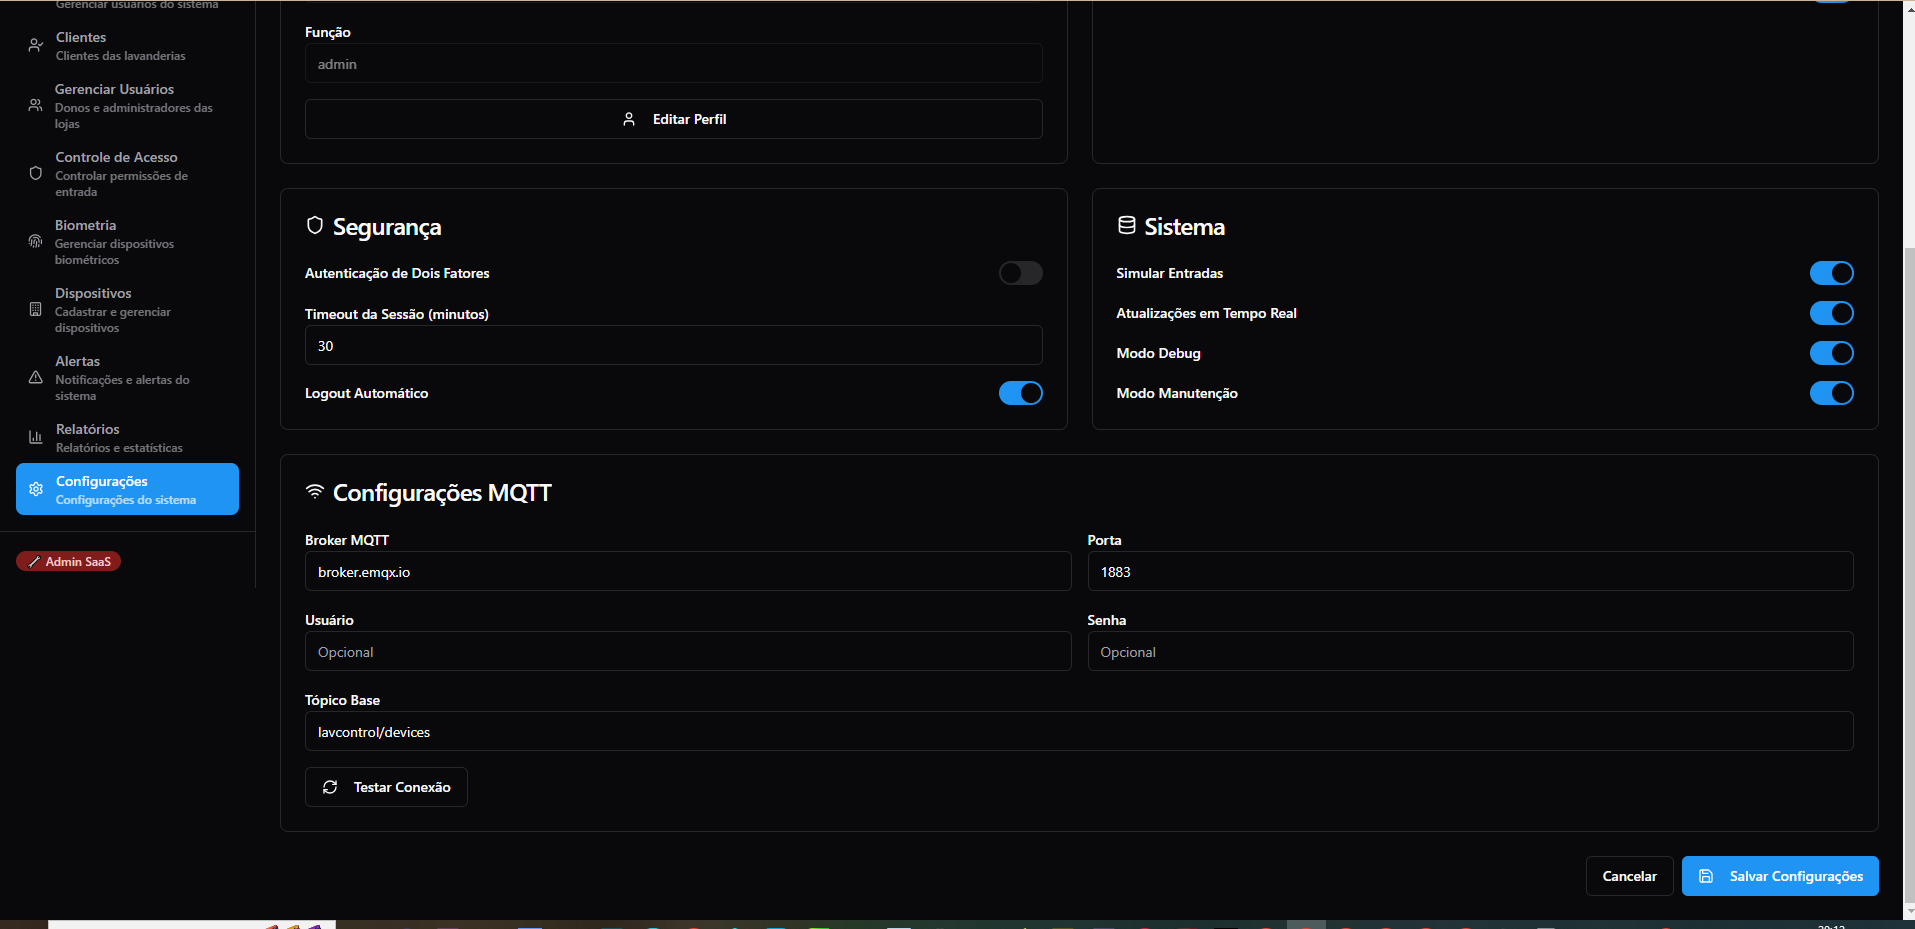 Gerenciar usuários do sistema
Clientes
Clientes das lavanderias
Gerenciar Usuários
Donos e administradores das
lojas
Controle de Acesso
Controlar permissões de
entrada
Biometria
Gerenciar dispositivos
biométricos
Dispositivos
Cadastrar e gerenciar
dispositivos
Alertas
Notificações e alertas do
sistema
Relatórios
Relatórios e estatísticas
Configurações
Configurações do sistema
Admin SaaS
Função
admin
Editar Perfil
Segurança
Autenticação de Dois Fatores
Timeout da Sessão (minutos)
30
Logout Automático
Sistema
Simular Entradas
Atualizações em Tempo Real
Modo Debug
Modo Manutenção
Configurações MQTT
Broker MQTT
broker.emqx.io
Porta
1883
Usuário
Opcional
Senha
Opcional
Tópico Base
lavcontrol/devices
Testar Conexão
Cancelar
Salvar Configurações